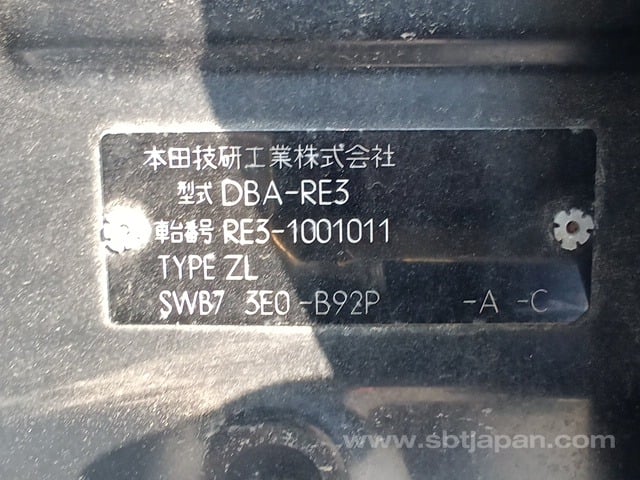 本田技研工業株式会社
型式 DBA-RE3
車台番号 RE3-1001011
TYPE ZL
SWB7 3E0-B92P -A -C
www.sbtjapan.com